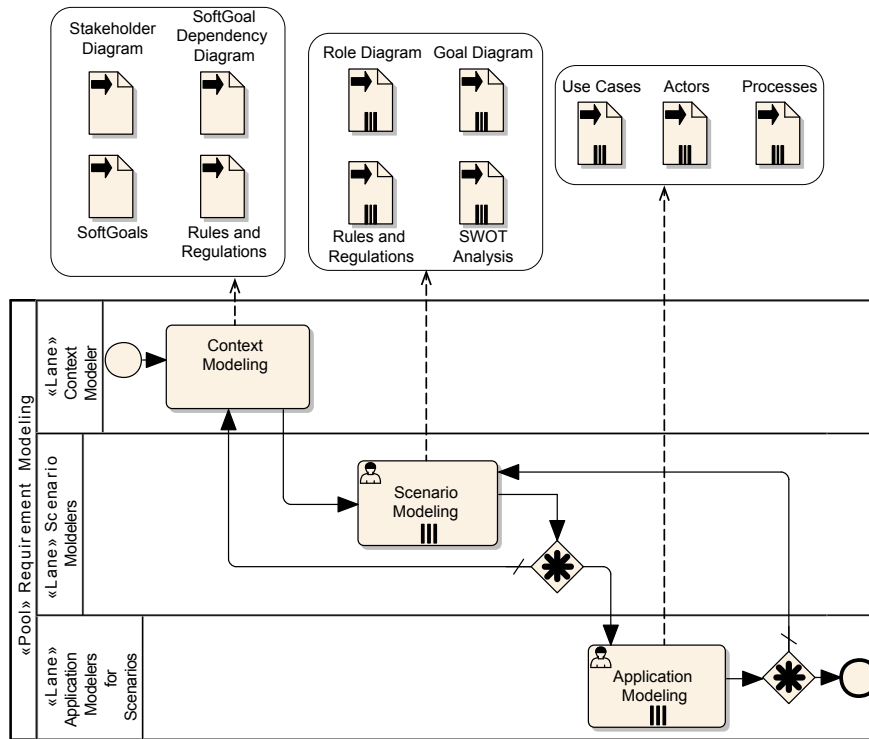 Stakeholder
Diagram
SoftGoal
Dependency
Diagram
SoftGoals
Rules and
Regulations
Role Diagram
Goal Diagram
Rules and
Regulations
SWOT
Analysis
Use Cases
Actors
Processes
«Pool» Requirement Modeling
«Lane»
Context
Modeler
Context
Modeling
«Lane» Scenario
Moldelers
Scenario
Modeling
«Lane»
Application
Modelers
for
Scenarios
Application
Modeling